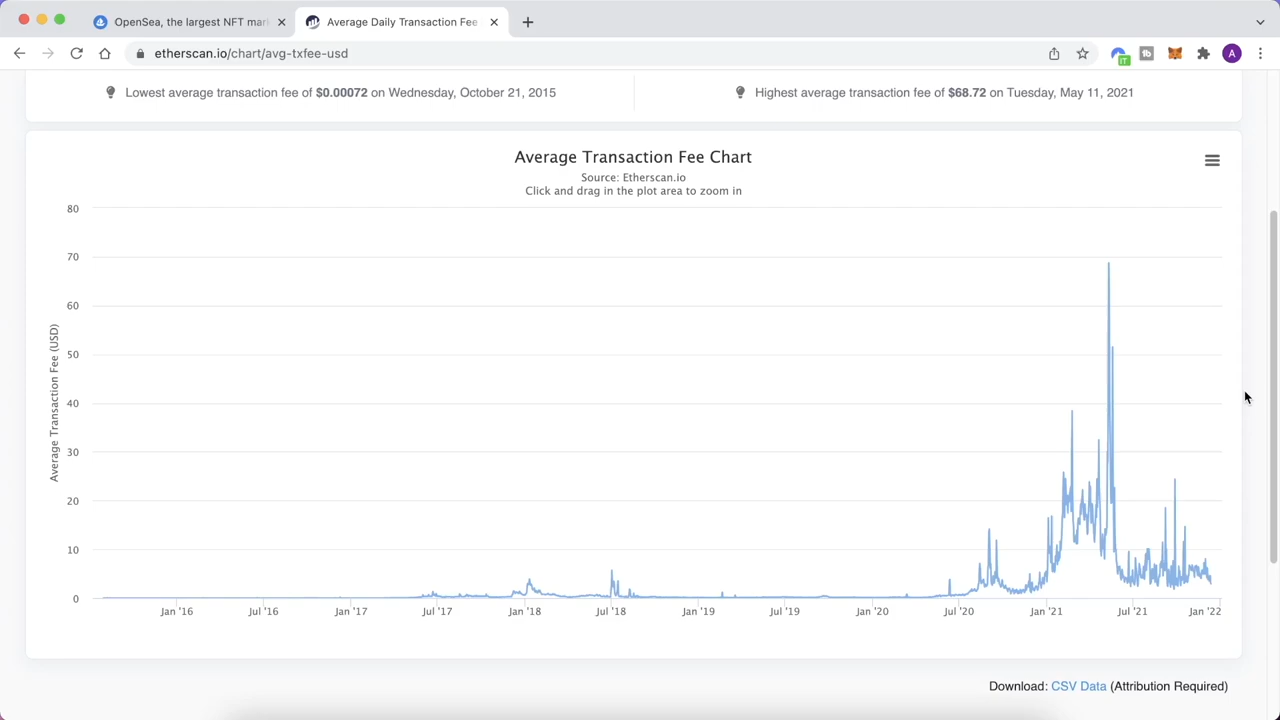 OpenSea, the largest NFT mar
Average Daily Transaction Fee
etherscan.io/chart/avg-txfee-usd
IT
tb
A
Lowest average transaction fee of $0.00072 on Wednesday, October 21, 2015
Highest average transaction fee of $68.72 on Tuesday, May 11, 2021
Average Transaction Fee Chart
Source: Etherscan.io
Click and drag in the plot area to zoom in
Average Transaction Fee (USD)
80
70
60
50
40
30
20
10
0
Jan '16
Jul '16
Jan '17
Jul '17
Jan '18
Jul '18
Jan '19
Jul '19
Jan '20
Jul '20
Jan '21
Jul '21
Jan '22
Download: CSV Data (Attribution Required)